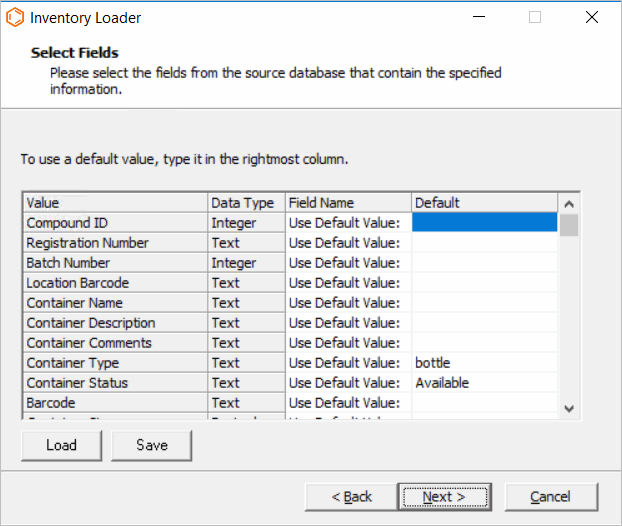 Inventory Loader
Select Fields
Please select the fields from the source database that contain the specified
information.
To use a default value, type it in the rightmost column.
Value Data Type Field Name Default
Compound ID Integer Use Default Value:
Registration Number Text Use Default Value:
Batch Number Integer Use Default Value:
Location Barcode Text Use Default Value:
Container Name Text Use Default Value:
Container Description Text Use Default Value:
Container Comments Text Use Default Value:
Container Type Text Use Default Value: bottle
Container Status Text Use Default Value: Available
Barcode Text Use Default Value:
Use Default Value:
Load Save
< Back Next > Cancel